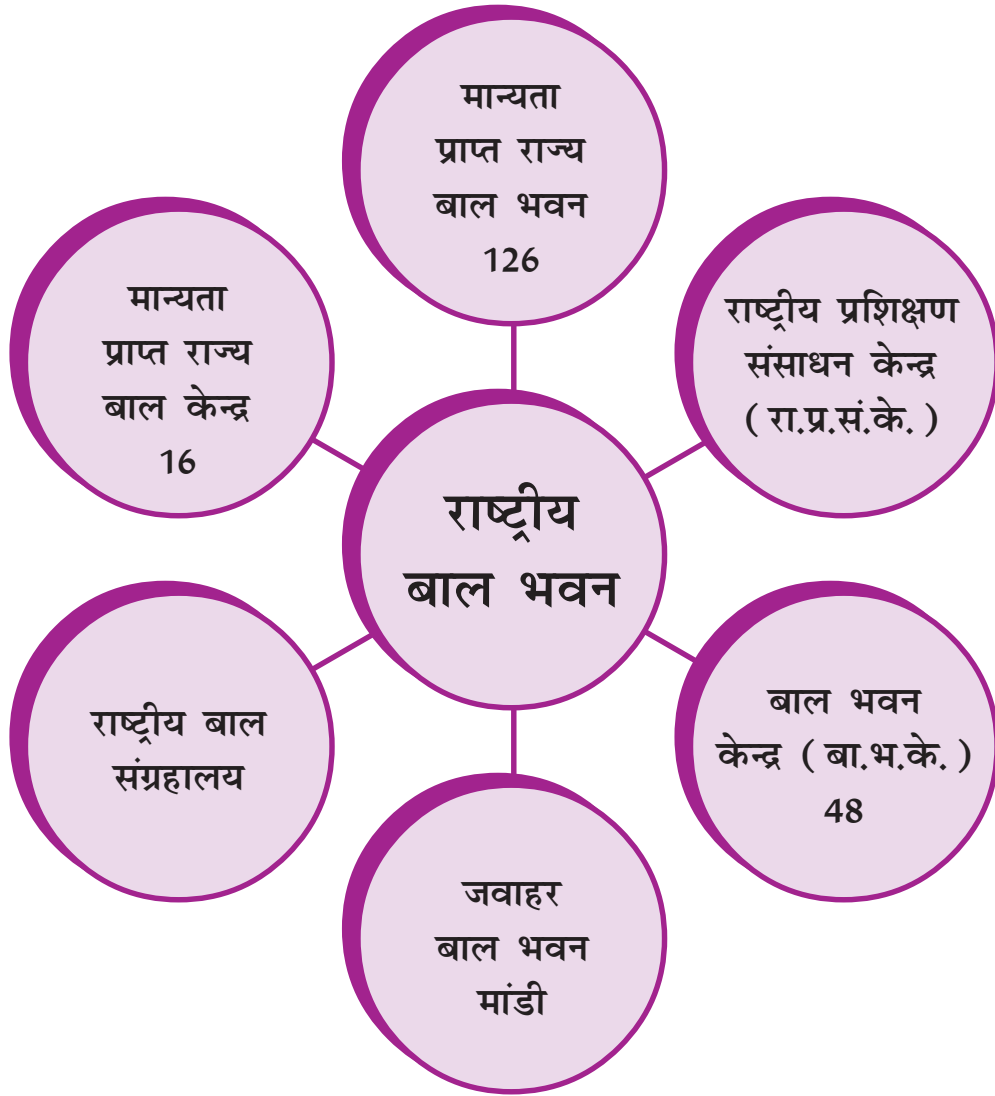 मान्यता
प्राप्त राज्य
बाल भवन
126
राष्ट्रीय प्रशिक्षण
संसाधन केन्द्र
( रा.प्र.सं.के. )
बाल भवन
केन्द्र ( बा.भ.के. )
48
जवाहर
बाल भवन
मांडी
राष्ट्रीय बाल
संग्रहालय
मान्यता
प्राप्त राज्य
बाल केन्द्र
16
राष्ट्रीय
बाल भवन